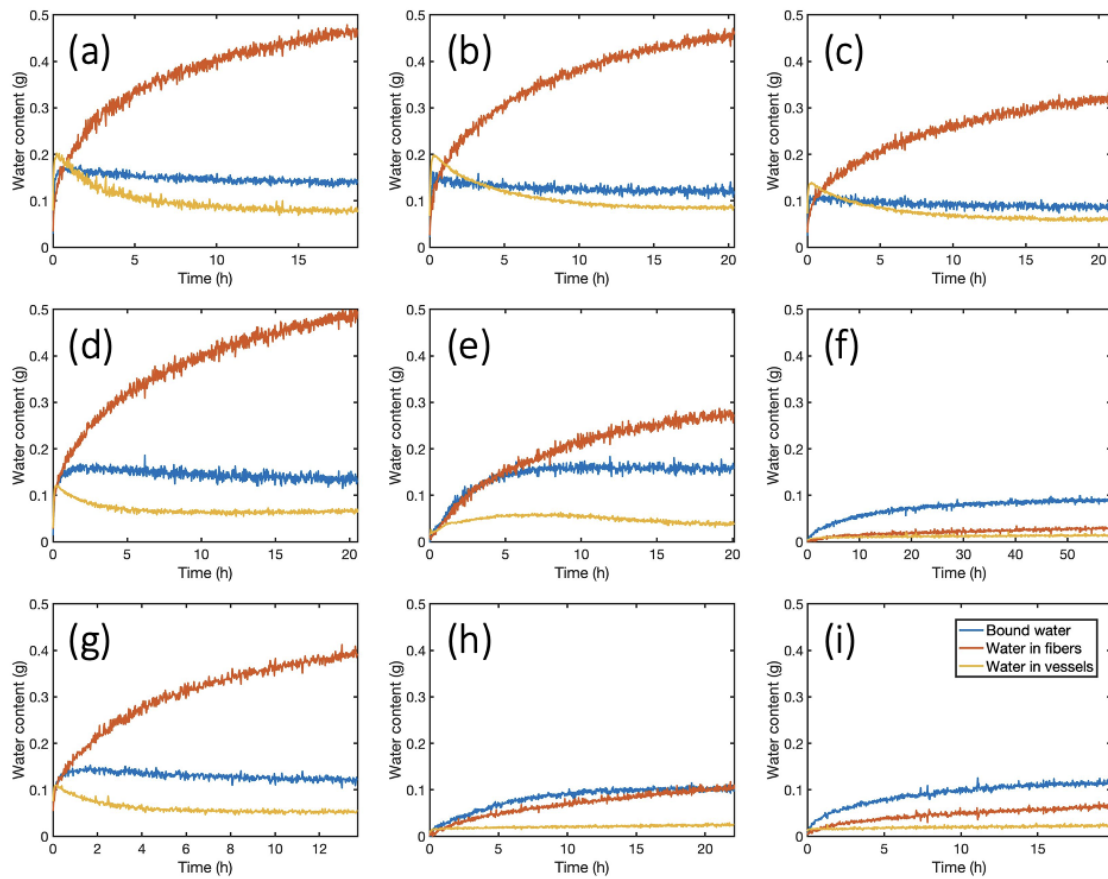 (a)
Water content (g)
0.5
0.4
0.3
0.2
0.1
0
0 5 10 15
Time (h)
(b)
Water content (g)
0.5
0.4
0.3
0.2
0.1
0
0 5 10 15 20
Time (h)
(c)
Water content (g)
0.5
0.4
0.3
0.2
0.1
0
0 5 10 15 20
Time (h)
(d)
Water content (g)
0.5
0.4
0.3
0.2
0.1
0
0 5 10 15 20
Time (h)
(e)
Water content (g)
0.5
0.4
0.3
0.2
0.1
0
0 5 10 15 20
Time (h)
(f)
Water content (g)
0.5
0.4
0.3
0.2
0.1
0
0 10 20 30 40 50
Time (h)
(g)
Water content (g)
0.5
0.4
0.3
0.2
0.1
0
0 2 4 6 8 10 12
Time (h)
(h)
Water content (g)
0.5
0.4
0.3
0.2
0.1
0
0 5 10 15 20
Time (h)
(i)
Water content (g)
0.5
0.4
0.3
0.2
0.1
0
0 5 10 15
Time (h)
Bound water
Water in fibers
Water in vessels